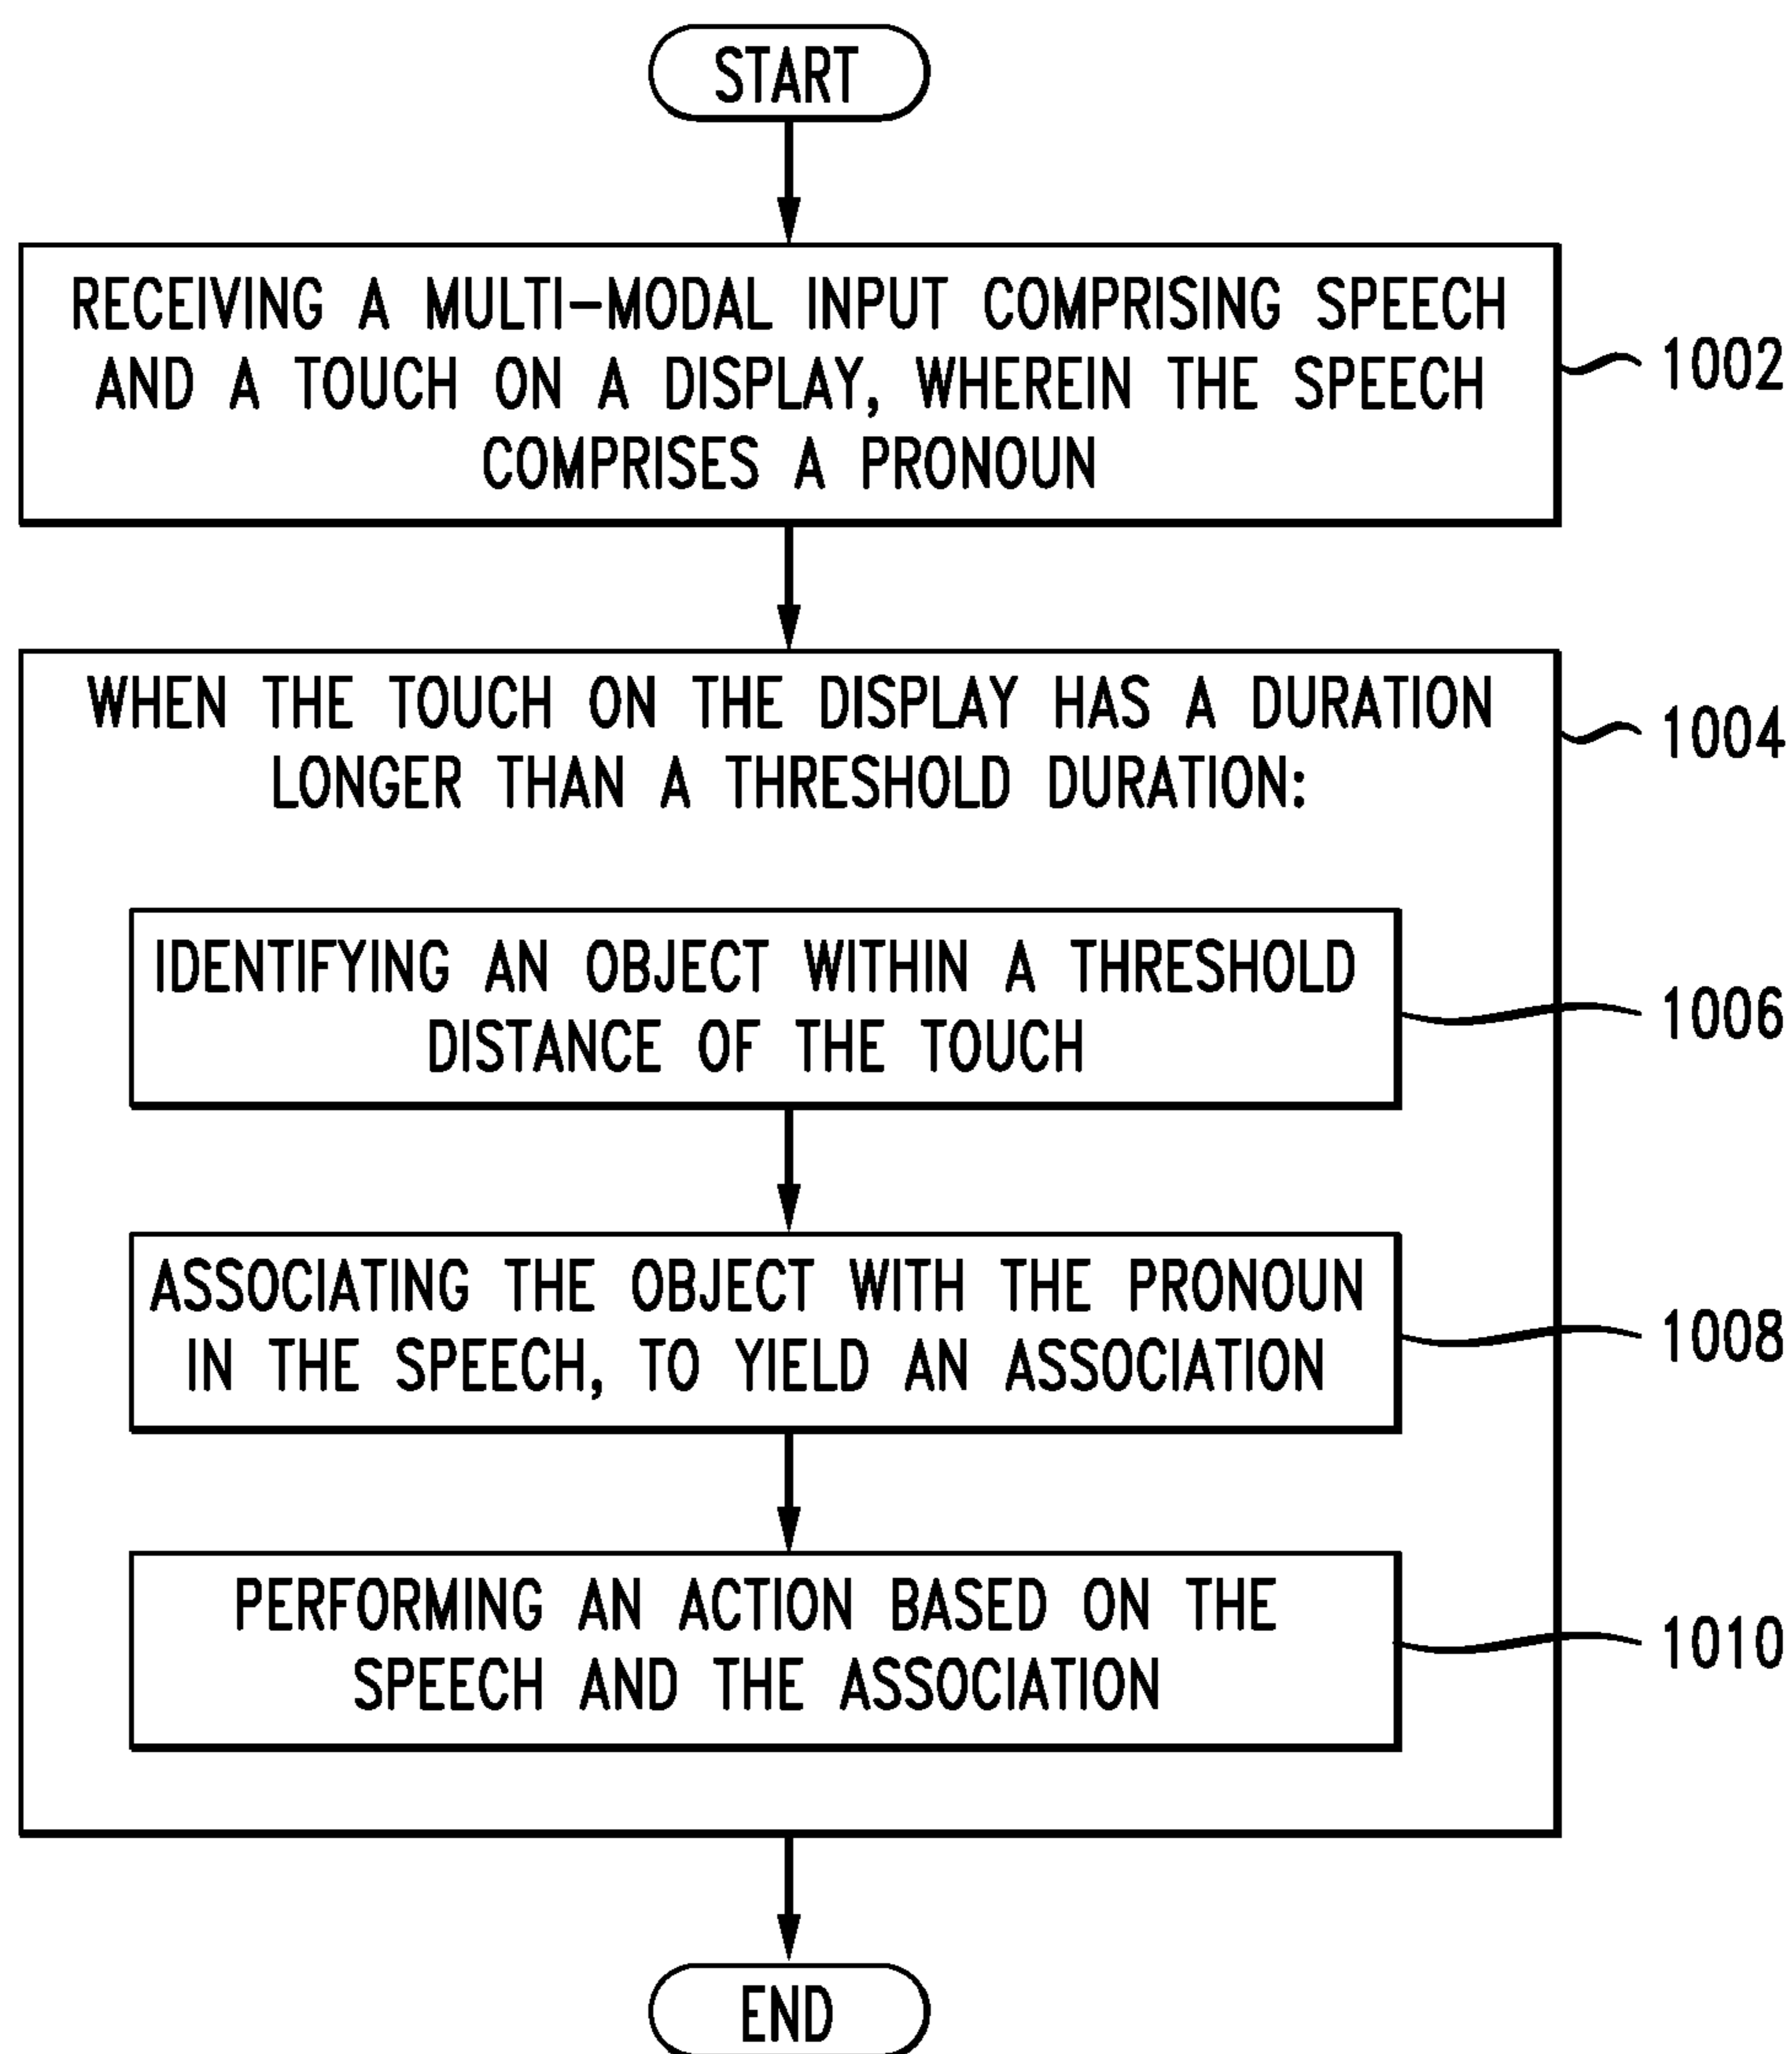 START
RECEIVING A MULTI-MODAL INPUT COMPRISING SPEECH
AND A TOUCH ON A DISPLAY, WHEREIN THE SPEECH
COMPRISES A PRONOUN
1002
WHEN THE TOUCH ON THE DISPLAY HAS A DURATION
LONGER THAN A THRESHOLD DURATION:
1004
IDENTIFYING AN OBJECT WITHIN A THRESHOLD
DISTANCE OF THE TOUCH
1006
ASSOCIATING THE OBJECT WITH THE PRONOUN
IN THE SPEECH, TO YIELD AN ASSOCIATION
1008
PERFORMING AN ACTION BASED ON THE
SPEECH AND THE ASSOCIATION
1010
END